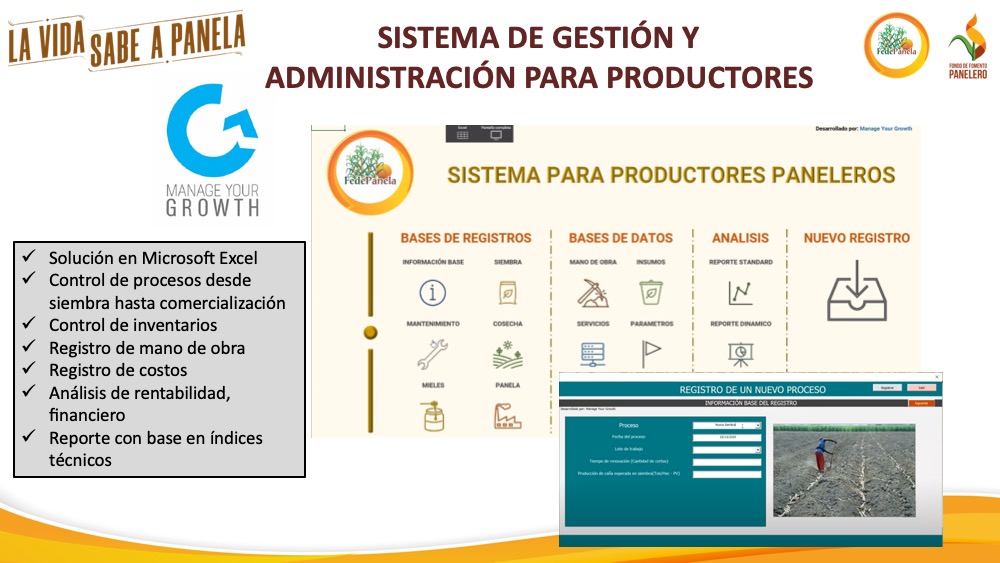 LA VIDA SABE A PANELA
SISTEMA DE GESTIÓN Y
ADMINISTRACIÓN PARA PRODUCTORES
FedePanela
FONDO DE FOMENTO
PANELERO
MANAGE YOUR
GROWTH
✓ Solución en Microsoft Excel
✓ Control de procesos desde
siembra hasta comercialización
✓ Control de inventarios
✓ Registro de mano de obra
✓ Registro de costos
✓ Análisis de rentabilidad,
financiero
✓ Reporte con base en índices
técnicos
Excel Pantalla completa
Desarrollado por: Manage Your Growth
FedePanela
SISTEMA PARA PRODUCTORES PANELEROS
BASES DE REGISTROS BASES DE DATOS ANALISIS NUEVO REGISTRO
INFORMACIÓN BASE SIEMBRA MANO DE OBRA INSUMOS REPORTE STANDARD
MANTENIMIENTO COSECHA SERVICIOS PARAMETROS REPORTE DINAMICO
MIELES PANELA
REGISTRO DE UN NUEVO PROCESO
INFORMACIÓN BASE DEL REGISTRO
Desarrollado por: Manage Your Growth
Proceso
Fecha del proceso
Lote de trabajo
Tiempo de renovación (Cantidad de cortes)
Producción de caña esperada en siembra(Ton/Hec - PV)